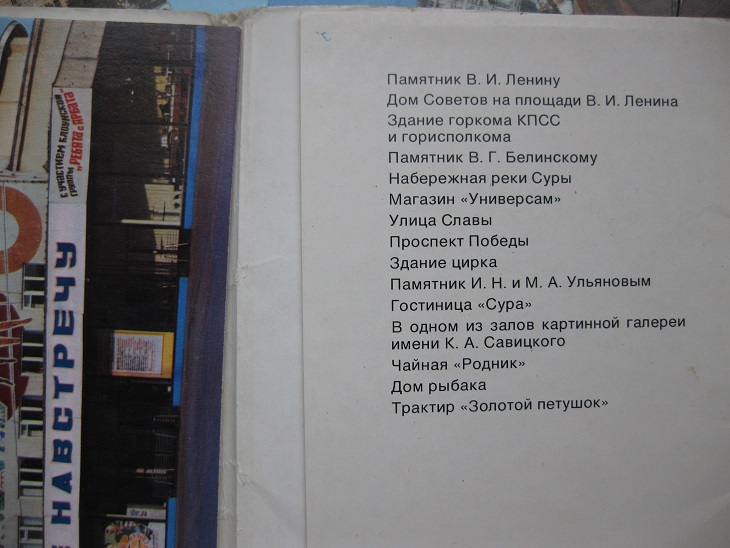 Памятник В. И. Ленину
Дом Советов на площади В. И. Ленина
Здание горкома КПСС
и горисполкома
Памятник В. Г. Белинскому
Набережная реки Суры
Магазин «Универсам»
Улица Славы
Проспект Победы
Здание цирка
Памятник И. Н. и М. А. Ульяновым
Гостиница «Сура»
В одном из залов картинной галереи
имени К. А. Савицкого
Чайная «Родник»
Дом рыбака
Трактир «Золотой петушок»
С УЧАСТИЕМ
ГРУППЫ
НАВСТРЕЧУ